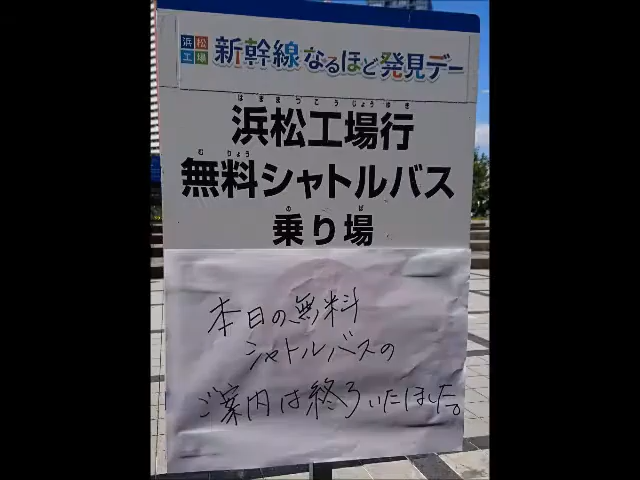 浜松工場 新幹線なるほど発見デー
はままつこうじょうゆき
浜松工場行
むりょう
無料シャトルバス
のば
乗り場
本日の無料
シャトルバスの
ご案内は終了いたしました。